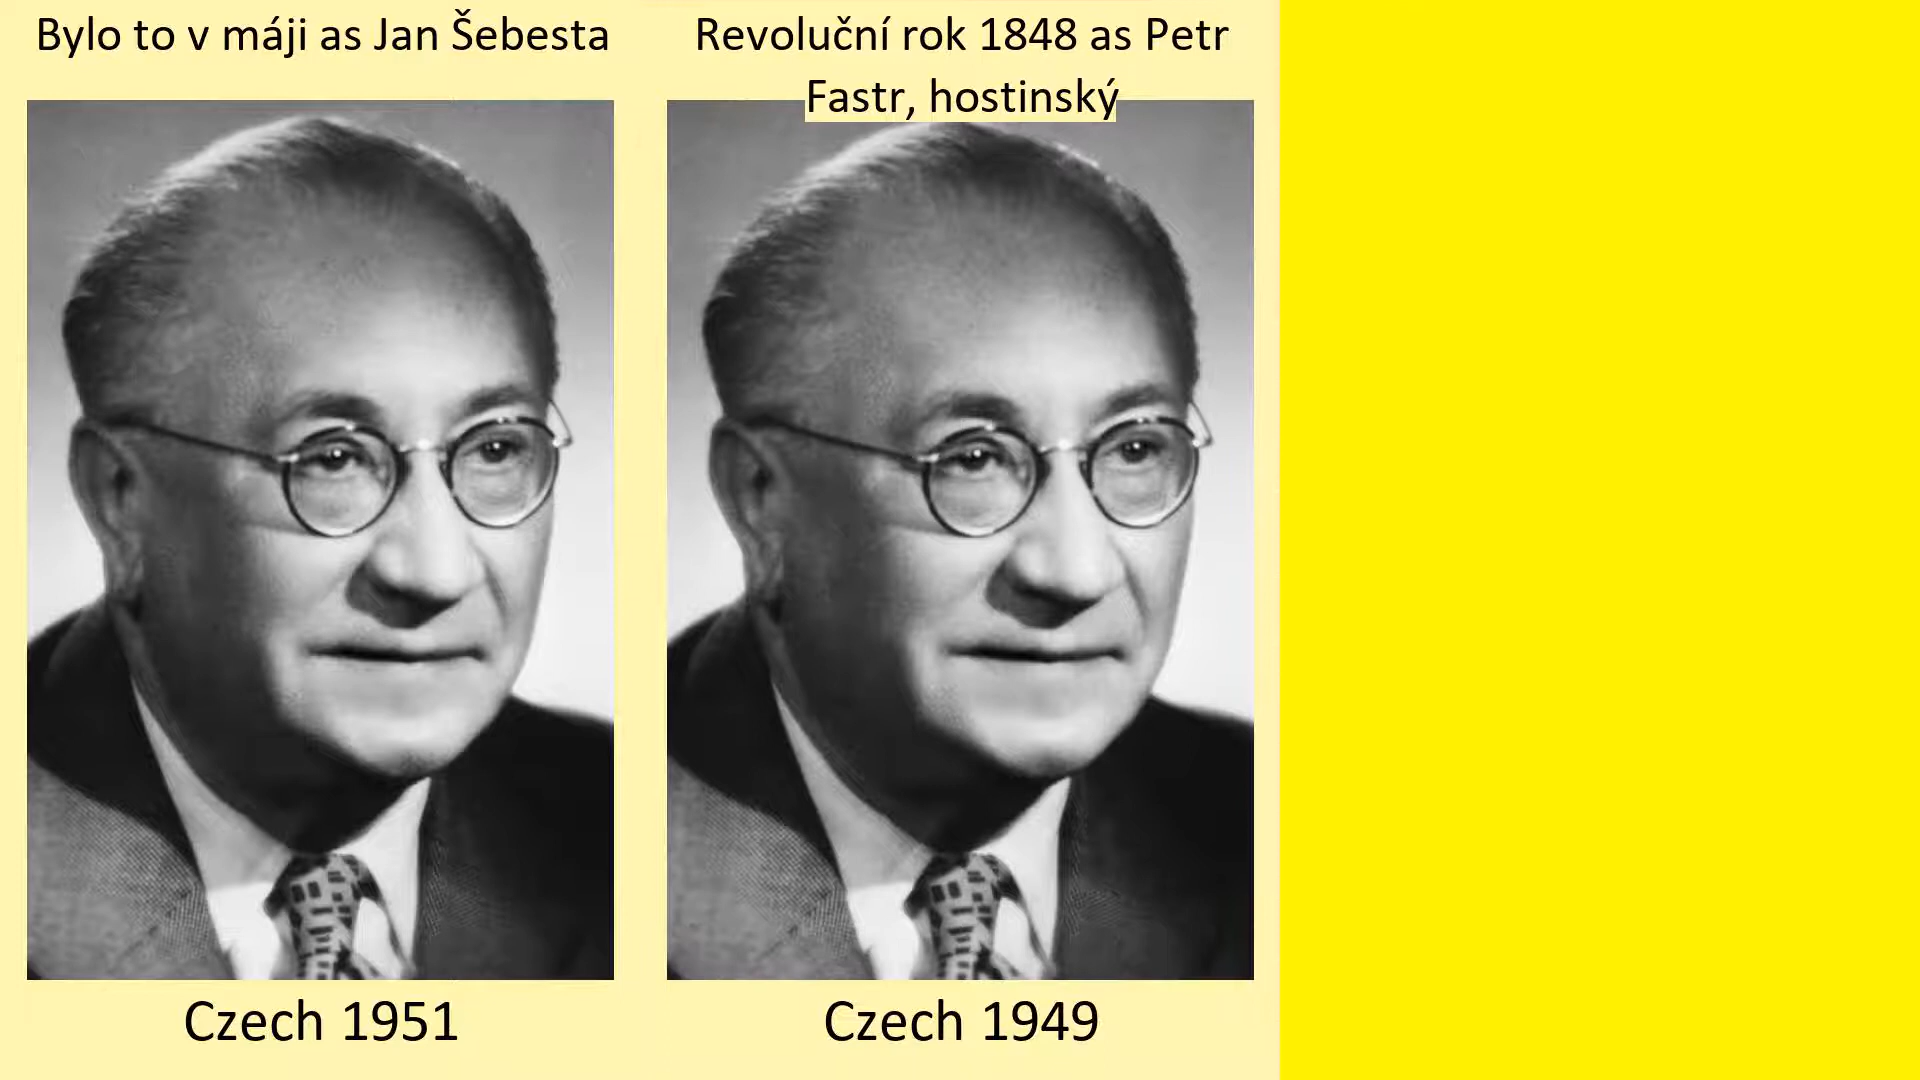 Bylo to v máji as Jan Šebesta
Revoluční rok 1848 as Petr
Fastr, hostinský
Czech 1951
Czech 1949